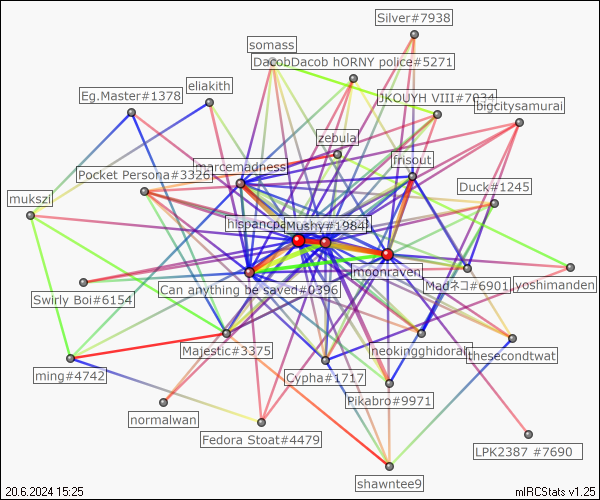 Silver#7938
somass
DacobDacob hORNY police#5271
eliakith
Eg.Master#1378
JKOUYH VIII#7034
bigcitysamurai
zebula
marcemadness
frisout
Pocket Persona#3326
Duck#1245
mukszi
Mushy#1984
moonraven
Can anything be saved#0396
Madネコ#6901
yoshimanden
Swirly Boi#6154
Majestic#3375
neokingghidorah
thesecondtwat
ming#4742
Cypha#1717
Pikabro#9971
normalwan
Fedora Stoat#4479
LPK2387 #7690
shawntee9
20.6.2024 15:25
mIRCStats v1.25